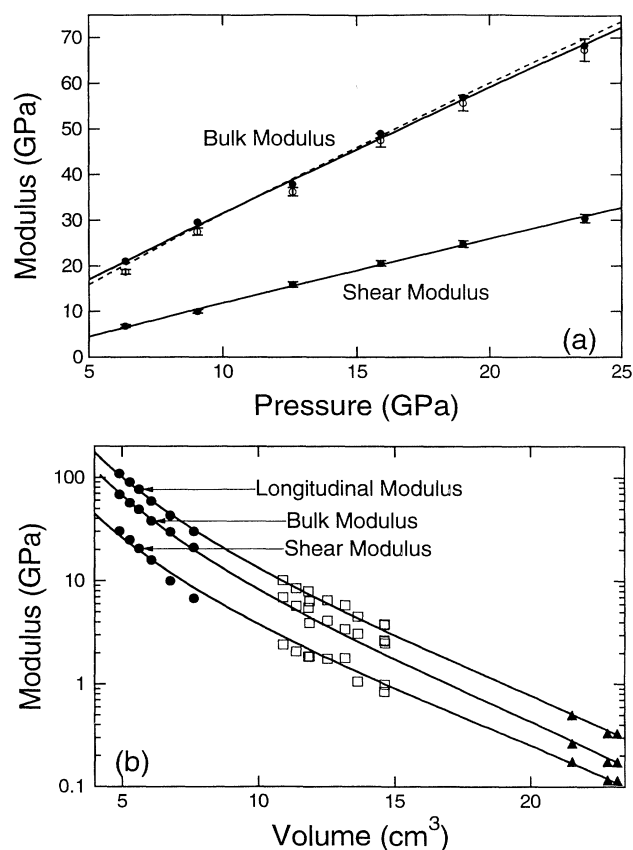 70
60
50
40
30
20
10
0
Modulus (GPa)
Bulk Modulus
Shear Modulus
(a)
5
10
15
20
25
Pressure (GPa)
100
10
1
0.1
Modulus (GPa)
Longitudinal Modulus
Bulk Modulus
Shear Modulus
(b)
5
10
15
20
Volume (cm³)